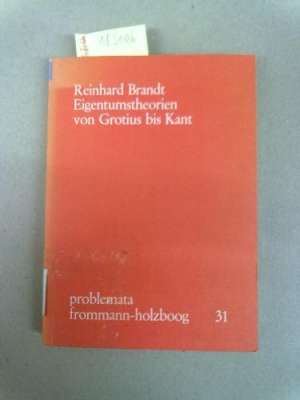 Reinhard Brandt
Eigentumstheorien
von Grotius bis Kant
problemata
frommann-holzboog 31